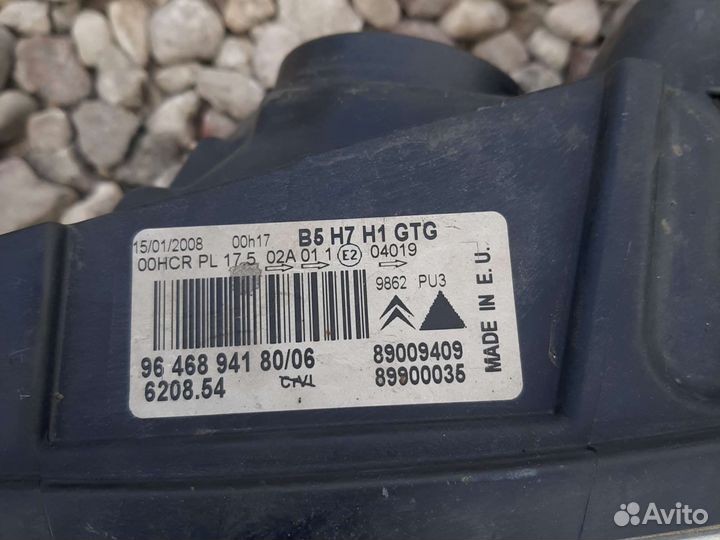 15/01/2008 00h17 B5 H7 H1 GTG
00HCR PL 17.5 02A 01 1 E2 04019
9862 PU3
MADE IN E.U.
96 468 941 80/06 89009409
6208.54 89900035
Avito